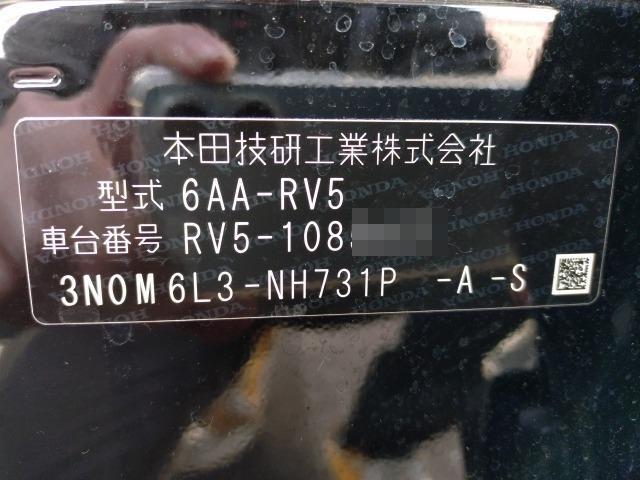 本田技研工業株式会社
型式 6AA-RV5
車台番号 RV5-108
3N0M6L3-NH731P -A-S